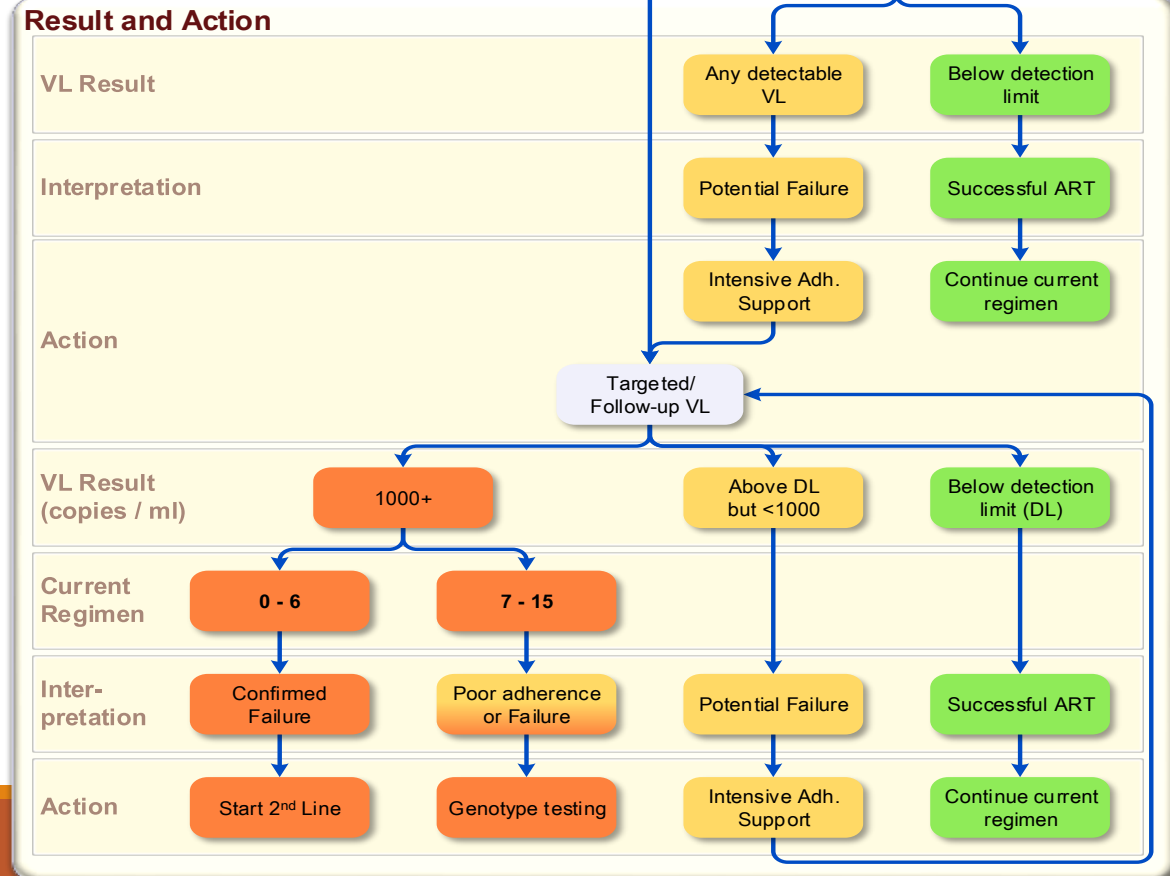 Result and Action
VL Result
Any detectable
VL
Below detection
limit
Interpretation
Potential Failure
Successful ART
Action
Intensive Adh.
Support
Continue current
regimen
Targeted/
Follow-up VL
VL Result
(copies / ml)
1000+
Above DL
but <1000
Below detection
limit (DL)
Current
Regimen
0 - 6
7 - 15
Inter-
pretation
Confirmed
Failure
Poor adherence
or Failure
Potential Failure
Successful ART
Action
Start 2nd Line
Genotype testing
Intensive Adh.
Support
Continue current
regimen